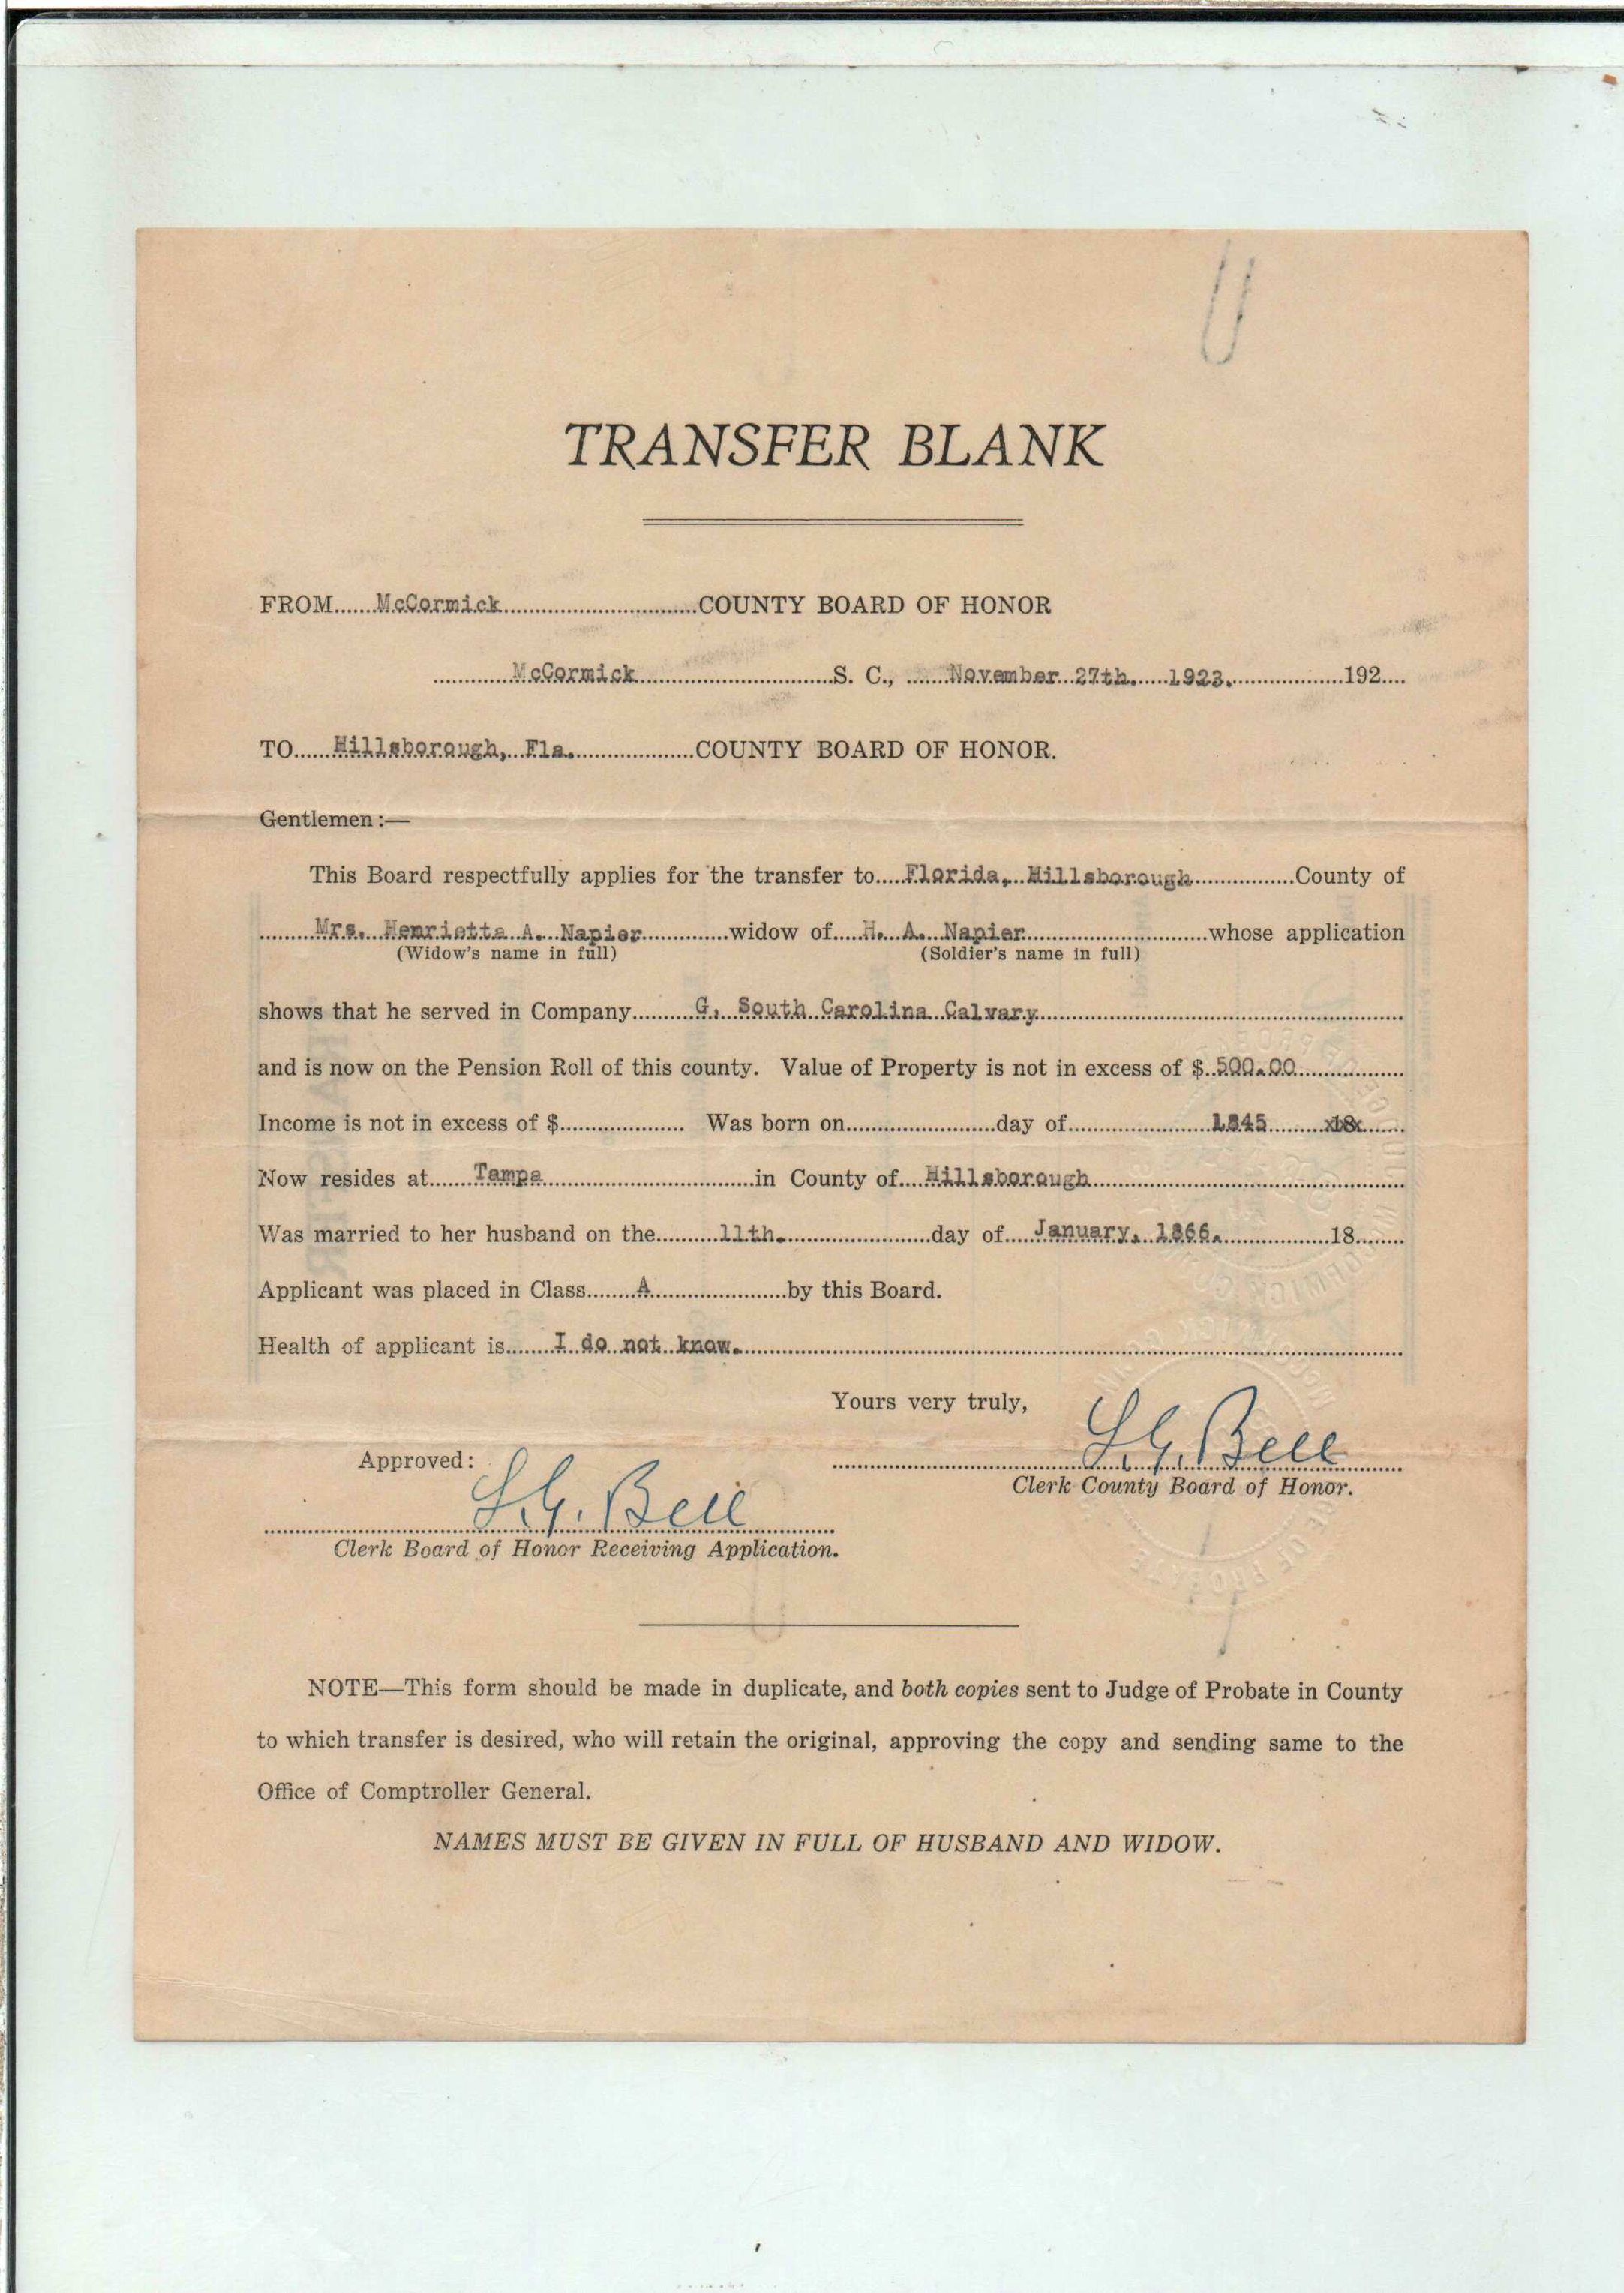 TRANSFER BLANK
FROM McCormick COUNTY BOARD OF HONOR
McCormick S. C., November 27th. 1923. 192
TO Hillsborough, Fla. COUNTY BOARD OF HONOR.
Gentlemen:—
This Board respectfully applies for the transfer to Florida, Hillsborough County of
Mrs. Henrietta A. Napier widow of H. A. Napier whose application
(Widow's name in full) (Soldier's name in full)
shows that he served in Company G. South Carolina Calvary
and is now on the Pension Roll of this county. Value of Property is not in excess of $ 500.00
Income is not in excess of $ Was born on day of 1845 18
Now resides at Tampa in County of Hillsborough
Was married to her husband on the 11th. day of January, 1866. 18
Applicant was placed in Class A by this Board.
Health of applicant is I do not know.
Yours very truly,
L. G. Bell
Clerk County Board of Honor.
Approved:
L. G. Bell
Clerk Board of Honor Receiving Application.
NOTE—This form should be made in duplicate, and both copies sent to Judge of Probate in County
to which transfer is desired, who will retain the original, approving the copy and sending same to the
Office of Comptroller General.
NAMES MUST BE GIVEN IN FULL OF HUSBAND AND WIDOW.